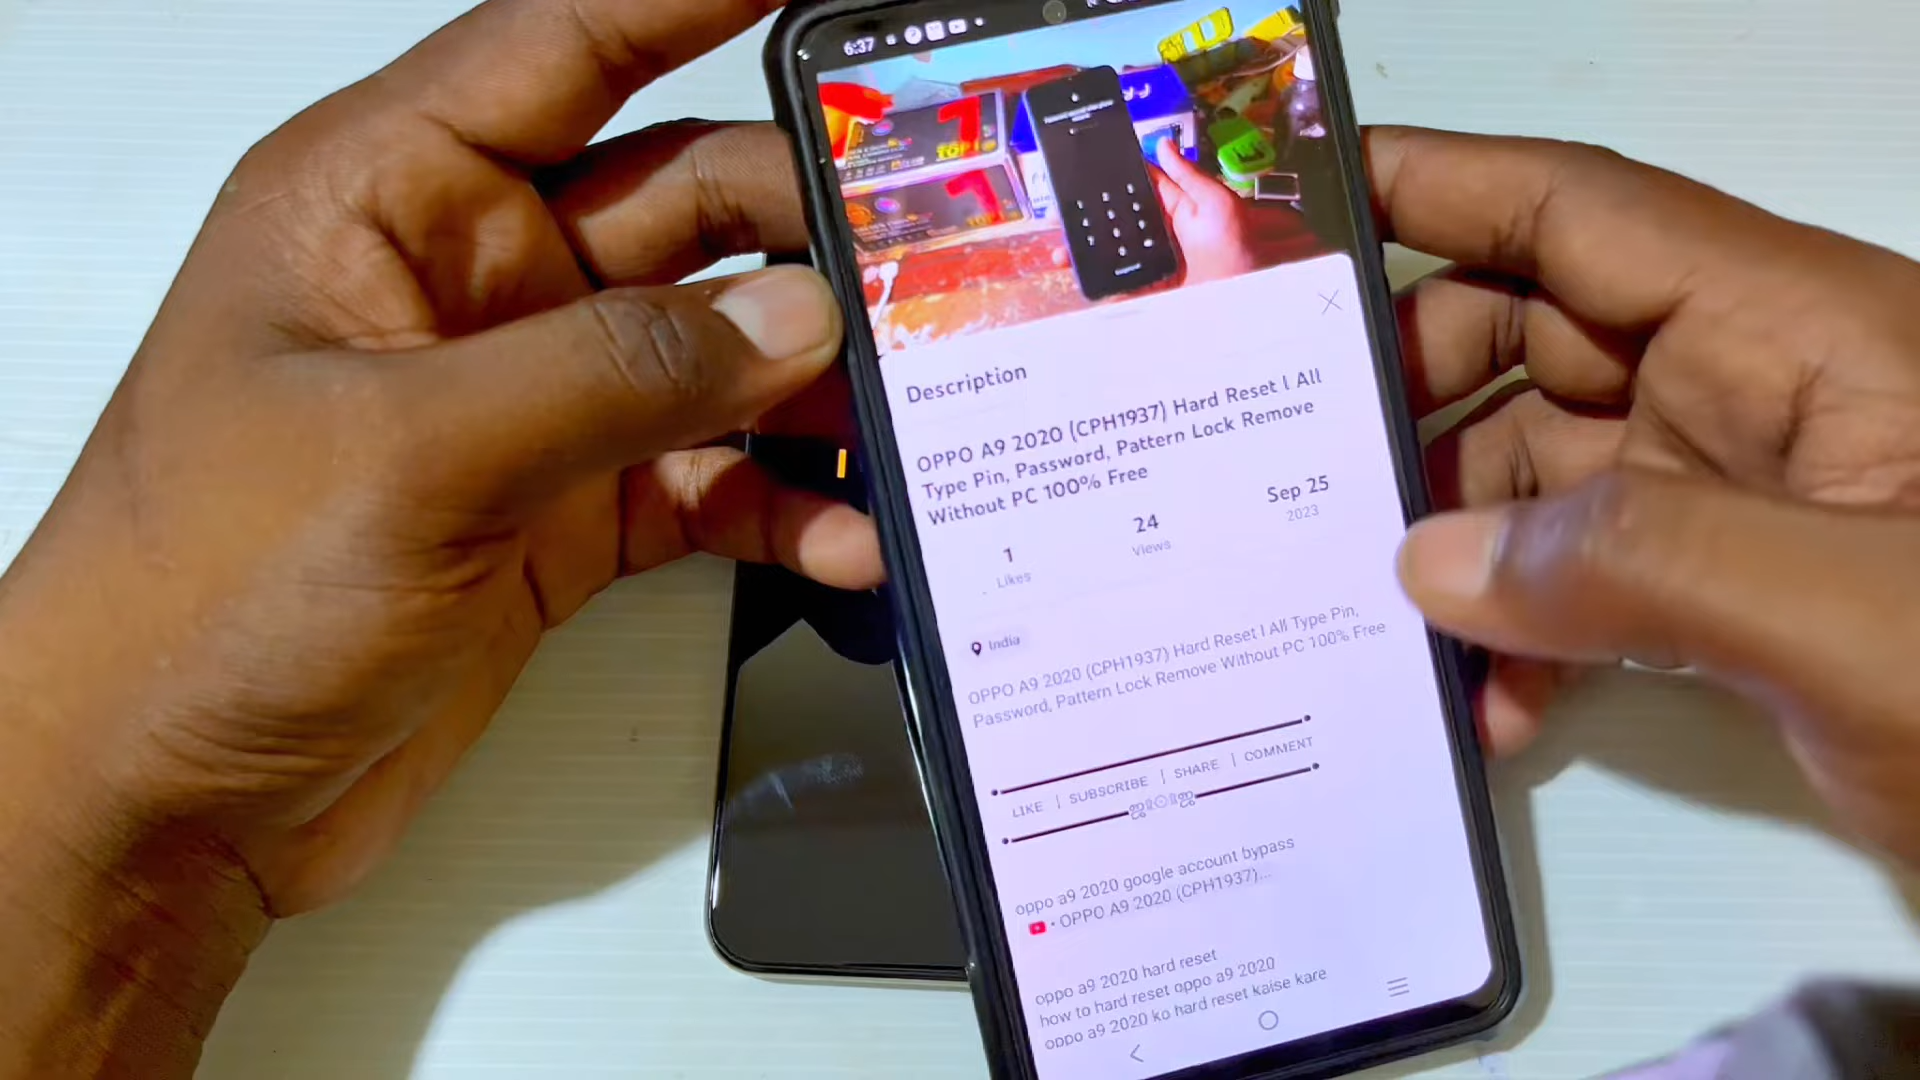 6:37
Description
OPPO A9 2020 (CPH1937) Hard Reset l All
Type Pin, Password, Pattern Lock Remove
Without PC 100% Free
1
Likes
24
Views
Sep 25
2023
India
OPPO A9 2020 (CPH1937) Hard Reset l All Type Pin,
Password, Pattern Lock Remove Without PC 100% Free
LIKE | SUBSCRIBE | SHARE | COMMENT
oppo a9 2020 google account bypass
• OPPO A9 2020 (CPH1937)...
oppo a9 2020 hard reset
how to hard reset oppo a9 2020
oppo a9 2020 ko hard reset kaise kare